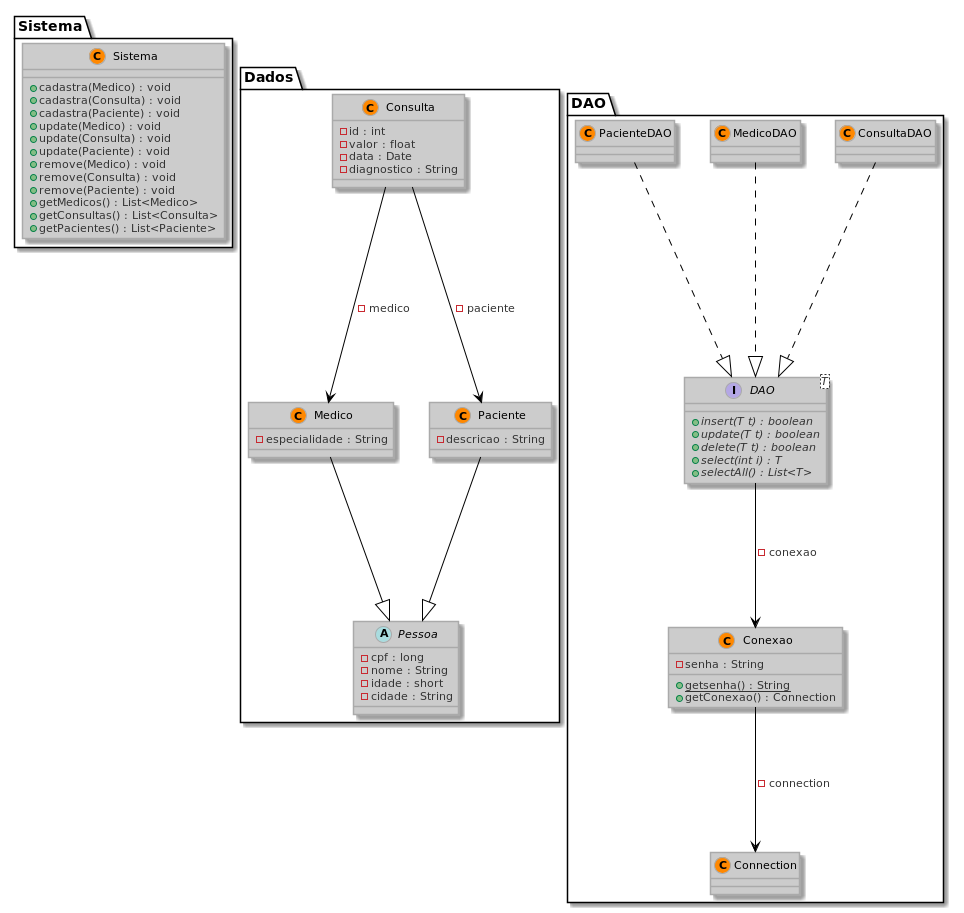 Sistema
C Sistema
cadastra(Medico) : void
cadastra(Consulta) : void
cadastra(Paciente) : void
update(Medico) : void
update(Consulta) : void
update(Paciente) : void
remove(Medico) : void
remove(Consulta) : void
remove(Paciente) : void
getMedicos() : List<Medico>
getConsultas() : List<Consulta>
getPacientes() : List<Paciente>
Dados
C Consulta
id : int
valor : float
data : Date
diagnostico : String
medico
paciente
C Medico
especialidade : String
C Paciente
descricao : String
A Pessoa
cpf : long
nome : String
idade : short
cidade : String
DAO
C PacienteDAO
C MedicoDAO
C ConsultaDAO
I DAO
T
insert(T t) : boolean
update(T t) : boolean
delete(T t) : boolean
select(int i) : T
selectAll() : List<T>
conexao
C Conexao
senha : String
getsenha() : String
getConexao() : Connection
connection
C Connection